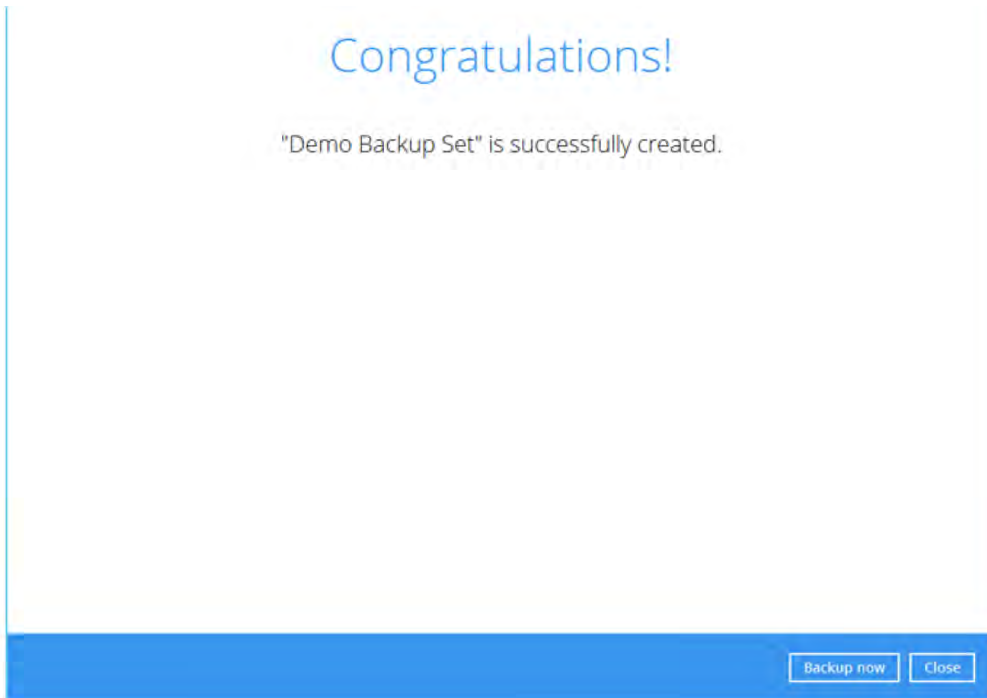 Congratulations!
"Demo Backup Set" is successfully created.
Backup now
Close